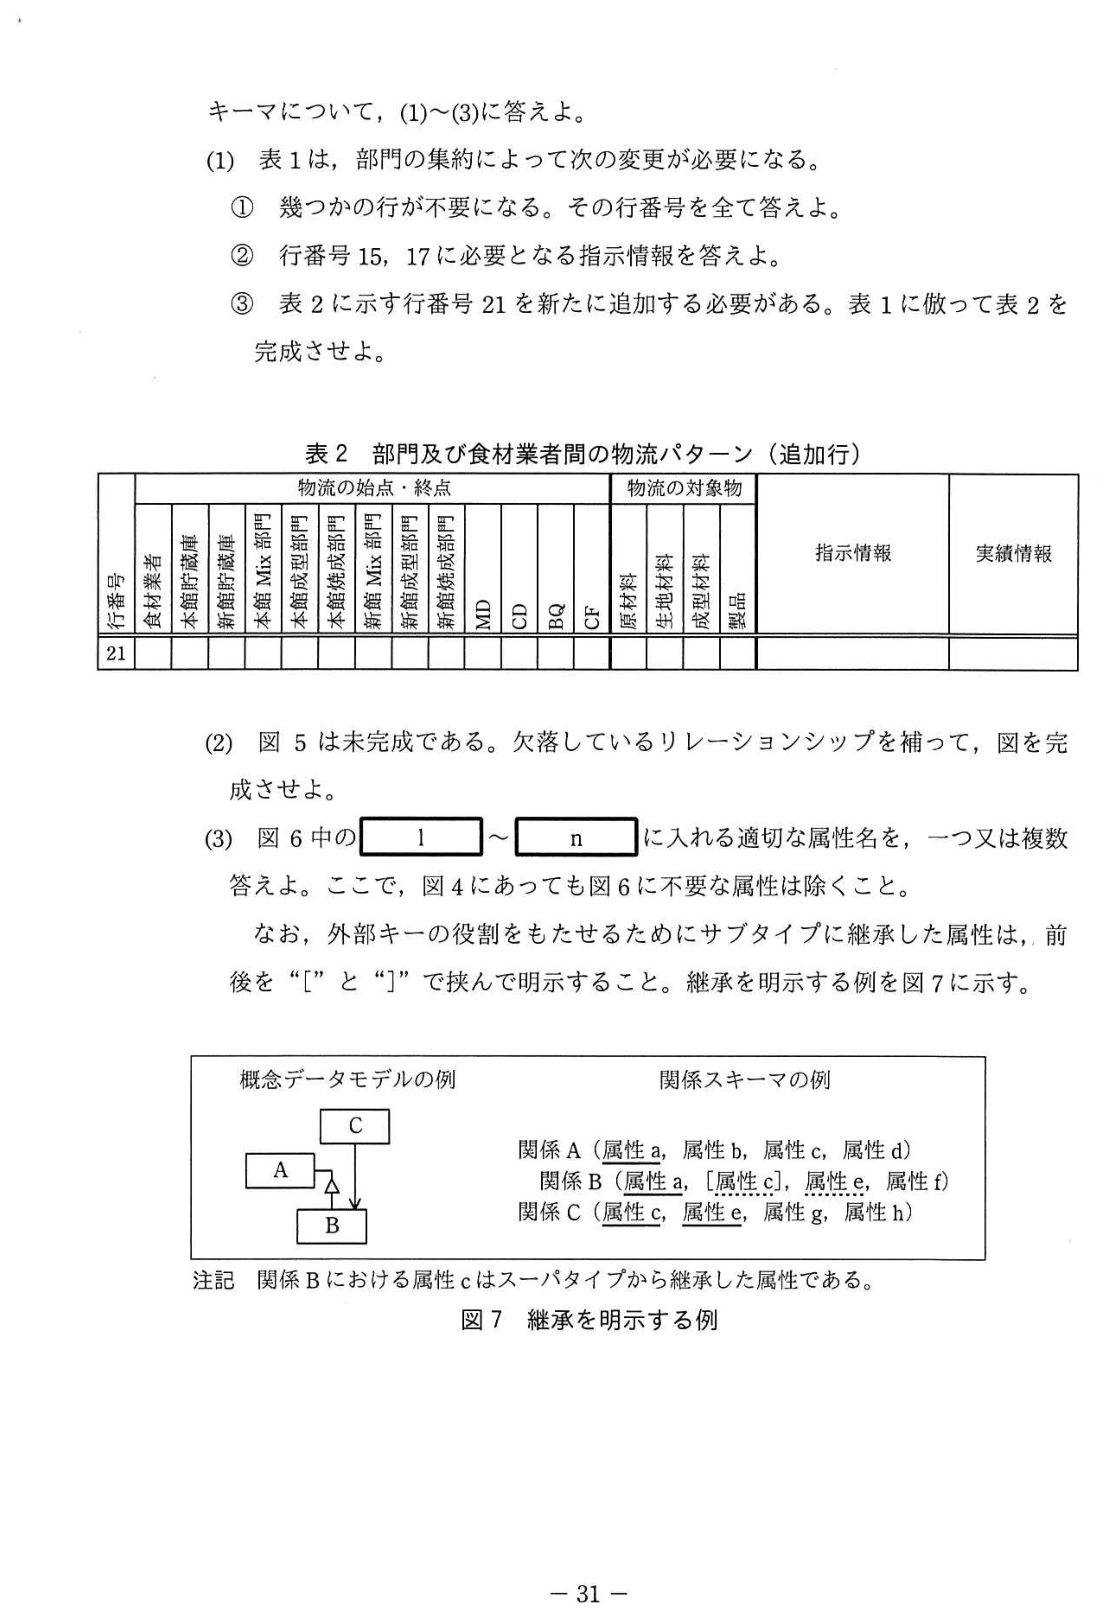 キーマについて，(1)～(3)に答えよ。
(1)　表1は，部門の集約によって次の変更が必要になる。
①　幾つかの行が不要になる。その行番号を全て答えよ。
②　行番号15，17に必要となる指示情報を答えよ。
③　表2に示す行番号21を新たに追加する必要がある。表1に倣って表2を
完成させよ。
表2　部門及び食材業者間の物流パターン（追加行）
物流の始点・終点
物流の対象物
行番号
食材業者
本館貯蔵庫
新館貯蔵庫
本館Mix部門
本館成型部門
本館焼成部門
新館Mix部門
新館成型部門
新館焼成部門
MD
CD
BQ
CF
原材料
生地材料
成型材料
製品
指示情報
実績情報
21
(2)　図5は未完成である。欠落しているリレーションシップを補って，図を完
成させよ。
(3)　図6中の l ～ n に入れる適切な属性名を，一つ又は複数
答えよ。ここで，図4にあっても図6に不要な属性は除くこと。
なお，外部キーの役割をもたせるためにサブタイプに継承した属性は，前
後を“[”と“]”で挟んで明示すること。継承を明示する例を図7に示す。
概念データモデルの例
関係スキーマの例
C
A
B
関係A（属性a，属性b，属性c，属性d）
関係B（属性a，[属性c]，属性e，属性f）
関係C（属性c，属性e，属性g，属性h）
注記　関係Bにおける属性cはスーパタイプから継承した属性である。
図7　継承を明示する例
－ 31 －